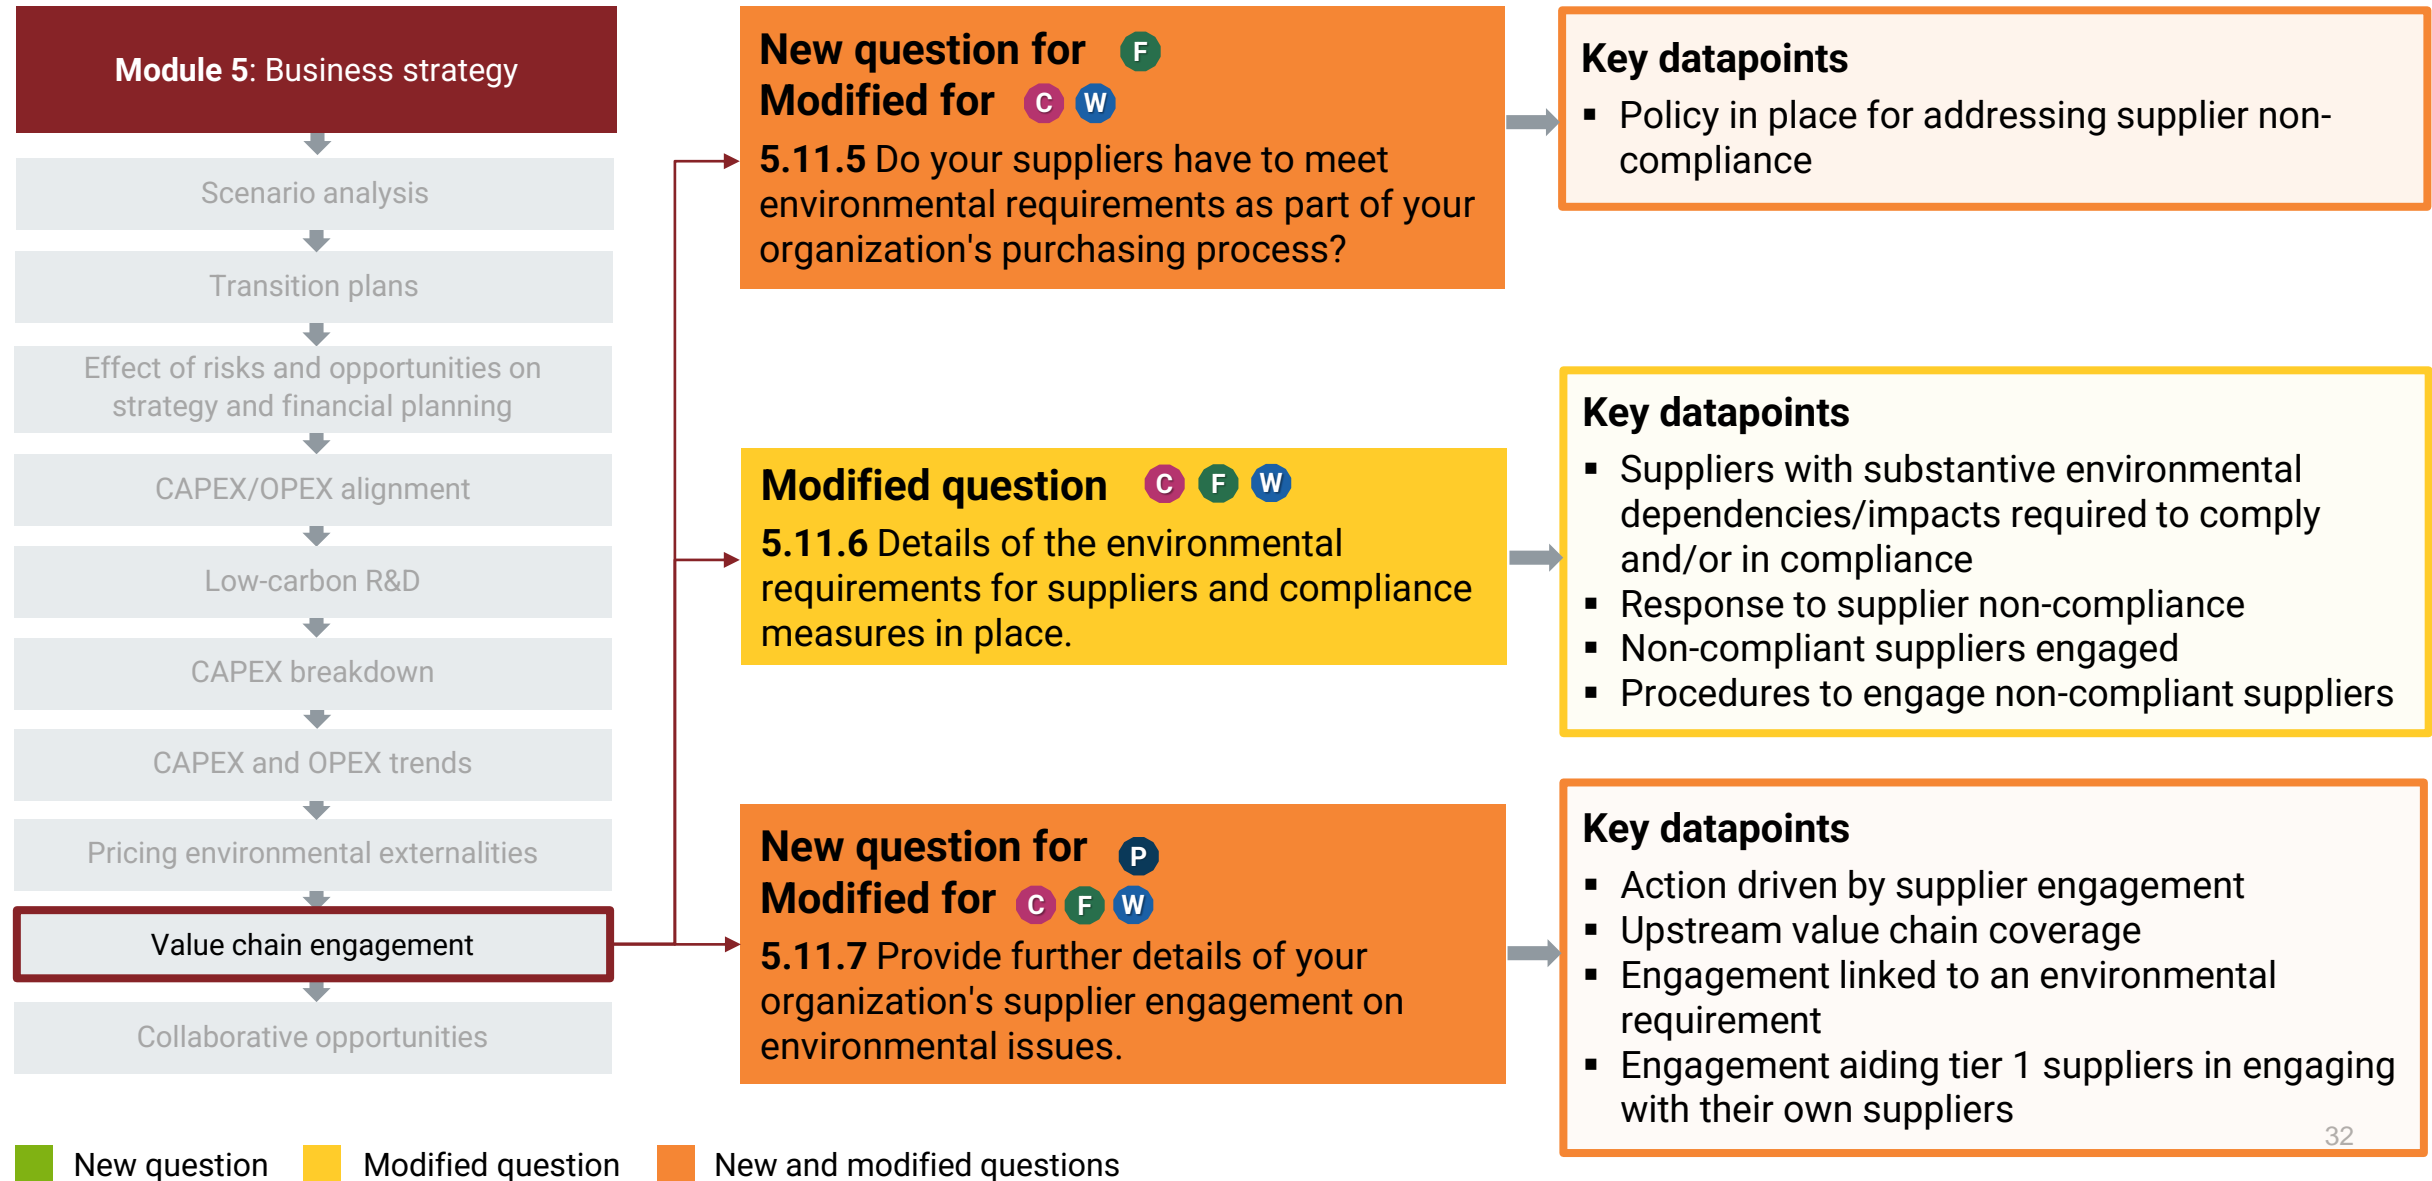 Module 5: Business strategy
Scenario analysis
Transition plans
Effect of risks and opportunities on
strategy and financial planning
CAPEX/OPEX alignment
Low-carbon R&D
CAPEX breakdown
CAPEX and OPEX trends
Pricing environmental externalities
Value chain engagement
Collaborative opportunities
New question for F
Modified for C W
5.11.5 Do your suppliers have to meet
environmental requirements as part of your
organization's purchasing process?
Key datapoints
▪ Policy in place for addressing supplier non-
compliance
Modified question C F W
5.11.6 Details of the environmental
requirements for suppliers and compliance
measures in place.
Key datapoints
▪ Suppliers with substantive environmental
dependencies/impacts required to comply
and/or in compliance
▪ Response to supplier non-compliance
▪ Non-compliant suppliers engaged
▪ Procedures to engage non-compliant suppliers
New question for P
Modified for C F W
5.11.7 Provide further details of your
organization's supplier engagement on
environmental issues.
Key datapoints
▪ Action driven by supplier engagement
▪ Upstream value chain coverage
▪ Engagement linked to an environmental
requirement
▪ Engagement aiding tier 1 suppliers in engaging
with their own suppliers
32
New question
Modified question
New and modified questions